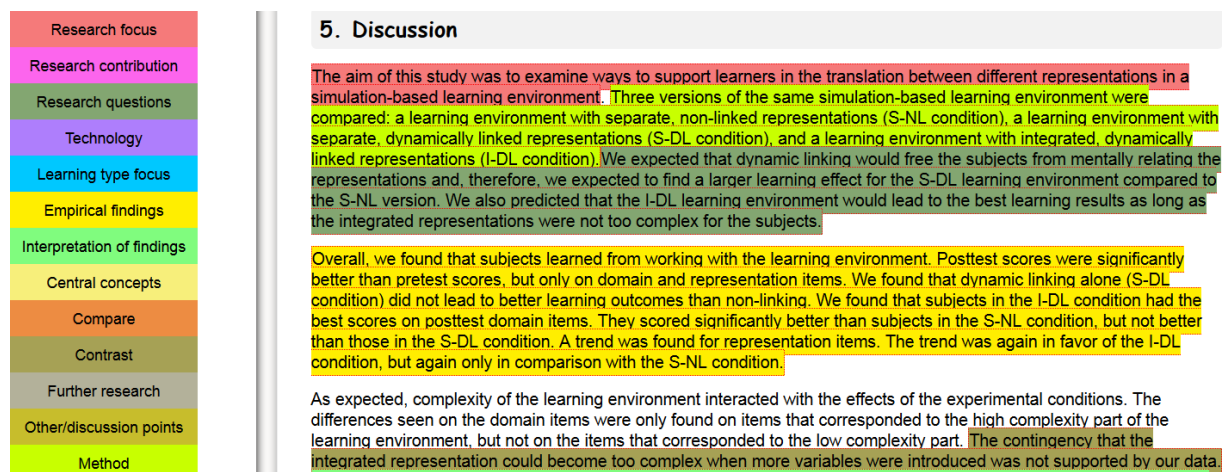 Research focus
Research contribution
Research questions
Technology
Learning type focus
Empirical findings
Interpretation of findings
Central concepts
Compare
Contrast
Further research
Other/discussion points
Method
5. Discussion
The aim of this study was to examine ways to support learners in the translation between different representations in a
simulation-based learning environment. Three versions of the same simulation-based learning environment were
compared: a learning environment with separate, non-linked representations (S-NL condition), a learning environment with
separate, dynamically linked representations (S-DL condition), and a learning environment with integrated, dynamically
linked representations (I-DL condition). We expected that dynamic linking would free the subjects from mentally relating the
representations and, therefore, we expected to find a larger learning effect for the S-DL learning environment compared to
the S-NL version. We also predicted that the I-DL learning environment would lead to the best learning results as long as
the integrated representations were not too complex for the subjects.
Overall, we found that subjects learned from working with the learning environment. Posttest scores were significantly
better than pretest scores, but only on domain and representation items. We found that dynamic linking alone (S-DL
condition) did not lead to better learning outcomes than non-linking. We found that subjects in the I-DL condition had the
best scores on posttest domain items. They scored significantly better than subjects in the S-NL condition, but not better
than those in the S-DL condition. A trend was found for representation items. The trend was again in favor of the I-DL
condition, but again only in comparison with the S-NL condition.
As expected, complexity of the learning environment interacted with the effects of the experimental conditions. The
differences seen on the domain items were only found on items that corresponded to the high complexity part of the
learning environment, but not on the items that corresponded to the low complexity part. The contingency that the
integrated representation could become too complex when more variables were introduced was not supported by our data